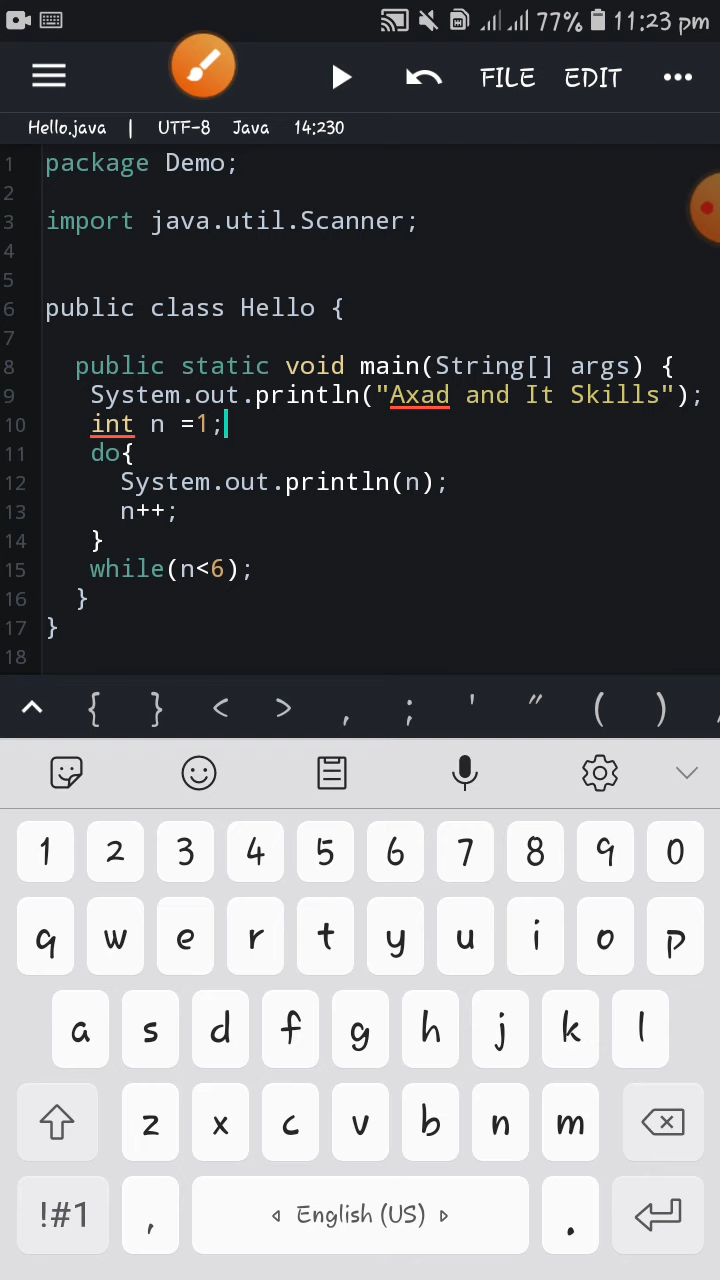 77% 11:23 pm
FILE EDIT
Hello.java | UTF-8 Java 14:230
1 package Demo;
2
3 import java.util.Scanner;
4
5
6 public class Hello {
7
8 public static void main(String[] args) {
9 System.out.println("Axad and It Skills");
10 int n =1;
11 do{
12 System.out.println(n);
13 n++;
14 }
15 while(n<6);
16 }
17 }
18
{ } < > , ; ' " ( )
1 2 3 4 5 6 7 8 9 0
q w e r t y u i o p
a s d f g h j k l
z x c v b n m
!#1 , English (US) .